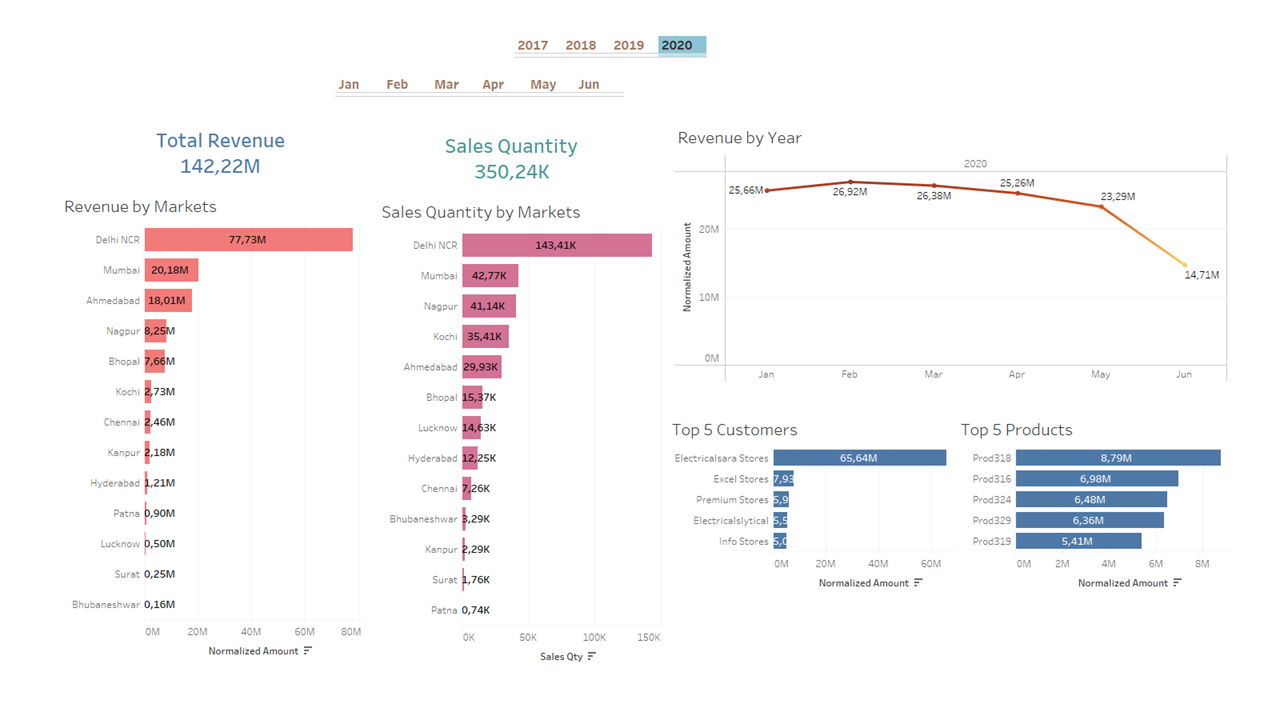 2017 2018 2019 2020
Jan Feb Mar Apr May Jun
Total Revenue
142,22M
Revenue by Markets
Delhi NCR 77,73M
Mumbai 20,18M
Ahmedabad 18,01M
Nagpur 8,25M
Bhopal 7,66M
Kochi 2,73M
Chennai 2,46M
Kanpur 2,18M
Hyderabad 1,21M
Patna 0,90M
Lucknow 0,50M
Surat 0,25M
Bhubaneshwar 0,16M
0M 20M 40M 60M 80M
Normalized Amount
Sales Quantity
350,24K
Sales Quantity by Markets
Delhi NCR 143,41K
Mumbai 42,77K
Nagpur 41,14K
Kochi 35,41K
Ahmedabad 29,93K
Bhopal 15,37K
Lucknow 14,63K
Hyderabad 12,25K
Chennai 7,26K
Bhubaneshwar 3,29K
Kanpur 2,29K
Surat 1,76K
Patna 0,74K
0K 50K 100K 150K
Sales Qty
Revenue by Year
2020
25,66M 26,92M 26,38M 25,26M 23,29M 14,71M
Normalized Amount
20M
10M
0M
Jan Feb Mar Apr May Jun
Top 5 Customers
Electricalsara Stores 65,64M
Excel Stores 7,93
Premium Stores 5,9
Electricalslytical 5,5
Info Stores 5,0
0M 20M 40M 60M
Normalized Amount
Top 5 Products
Prod318 8,79M
Prod316 6,98M
Prod324 6,48M
Prod329 6,36M
Prod319 5,41M
0M 2M 4M 6M 8M
Normalized Amount